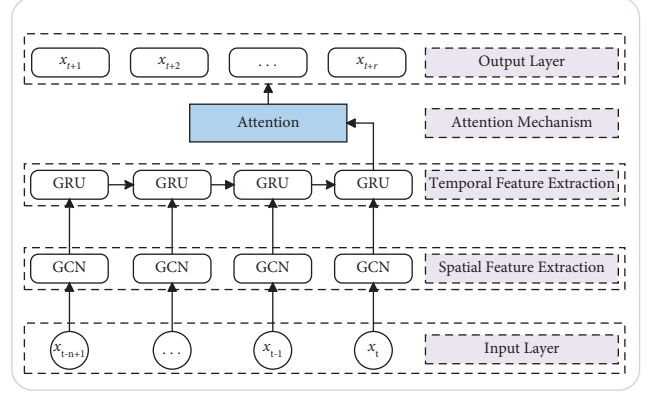 x_{t+1} x_{t+2} ... x_{t+r} Output Layer
Attention Attention Mechanism
GRU GRU GRU GRU Temporal Feature Extraction
GCN GCN GCN GCN Spatial Feature Extraction
x_{t-n+1} ... x_{t-1} x_{t} Input Layer